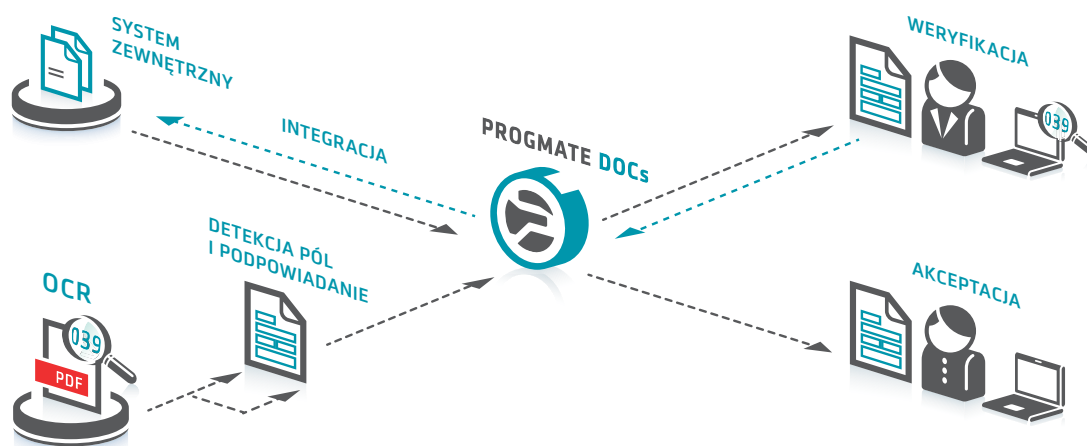 SYSTEM
ZEWNĘTRZNY
INTEGRACJA
PROGMATE DOCs
WERYFIKACJA
039
DETEKCJA PÓL
I PODPOWIADANIE
OCR
039
PDF
AKCEPTACJA